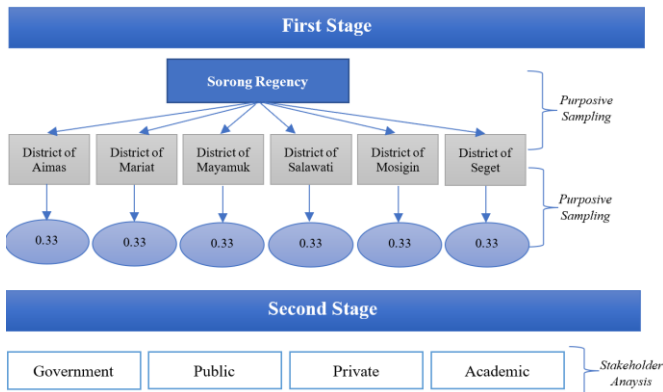 First Stage
Sorong Regency
Purposive
Sampling
District of
Aimas
District of
Mariat
District of
Mayamuk
District of
Salawati
District of
Mosigin
District of
Seget
Purposive
Sampling
0.33
0.33
0.33
0.33
0.33
0.33
Second Stage
Government
Public
Private
Academic
Stakeholder
Anaysis